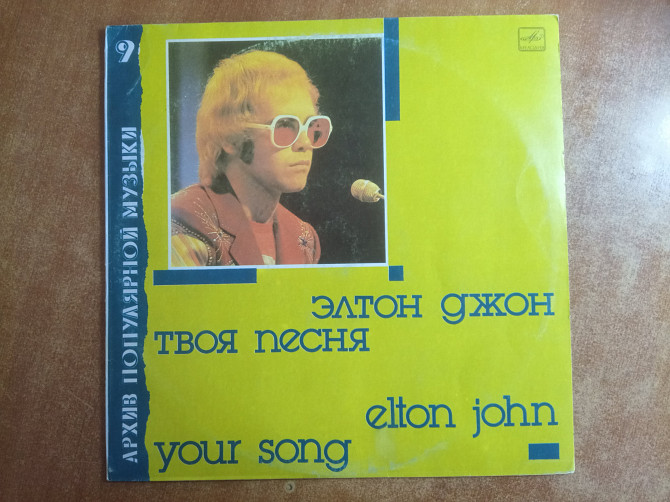 9
АРХИВ ПОПУЛЯРНОЙ МУЗЫКИ
ЭЛТОН ДЖОН
ТВОЯ ПЕСНЯ
elton john
your song